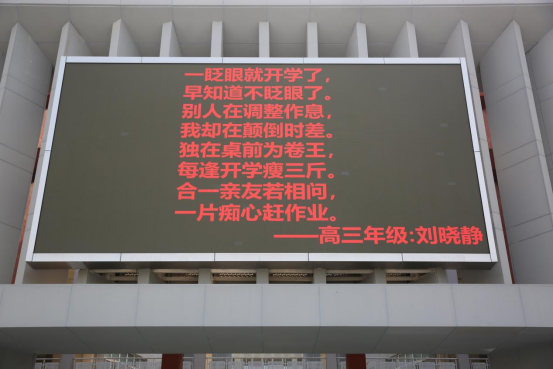 一眨眼就开学了，
早知道不眨眼了。
别人在调整作息，
我却在颠倒时差。
独在桌前为卷王，
每逢开学瘦三斤。
合一亲友若相问，
一片痴心赶作业。
——高三年级:刘晓静